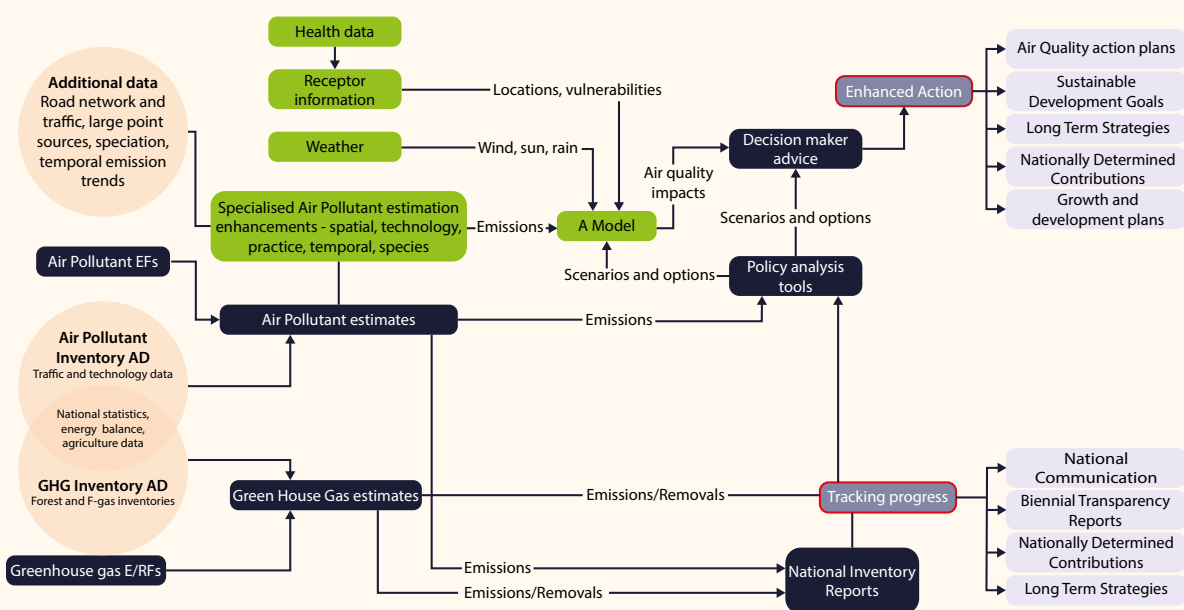 Health data
Receptor
information
Additional data
Road network and
traffic, large point
sources, speciation,
temporal emission
trends
Locations, vulnerabilities
Weather
Wind, sun, rain
Specialised Air Pollutant estimation
enhancements - spatial, technology,
practice, temporal, species
Emissions
A Model
Air quality
impacts
Decision maker
advice
Enhanced Action
Air Quality action plans
Sustainable
Development Goals
Long Term Strategies
Nationally Determined
Contributions
Growth and
development plans
Scenarios and options
Air Pollutant EFs
Scenarios and options
Policy analysis
tools
Air Pollutant estimates
Emissions
Air Pollutant
Inventory AD
Traffic and technology data
National statistics,
energy balance,
agriculture data
GHG Inventory AD
Forest and F-gas inventories
Green House Gas estimates
Emissions/Removals
Tracking progress
National
Communication
Biennial Transparency
Reports
Nationally Determined
Contributions
Long Term Strategies
Greenhouse gas E/RFs
Emissions
Emissions/Removals
National Inventory
Reports